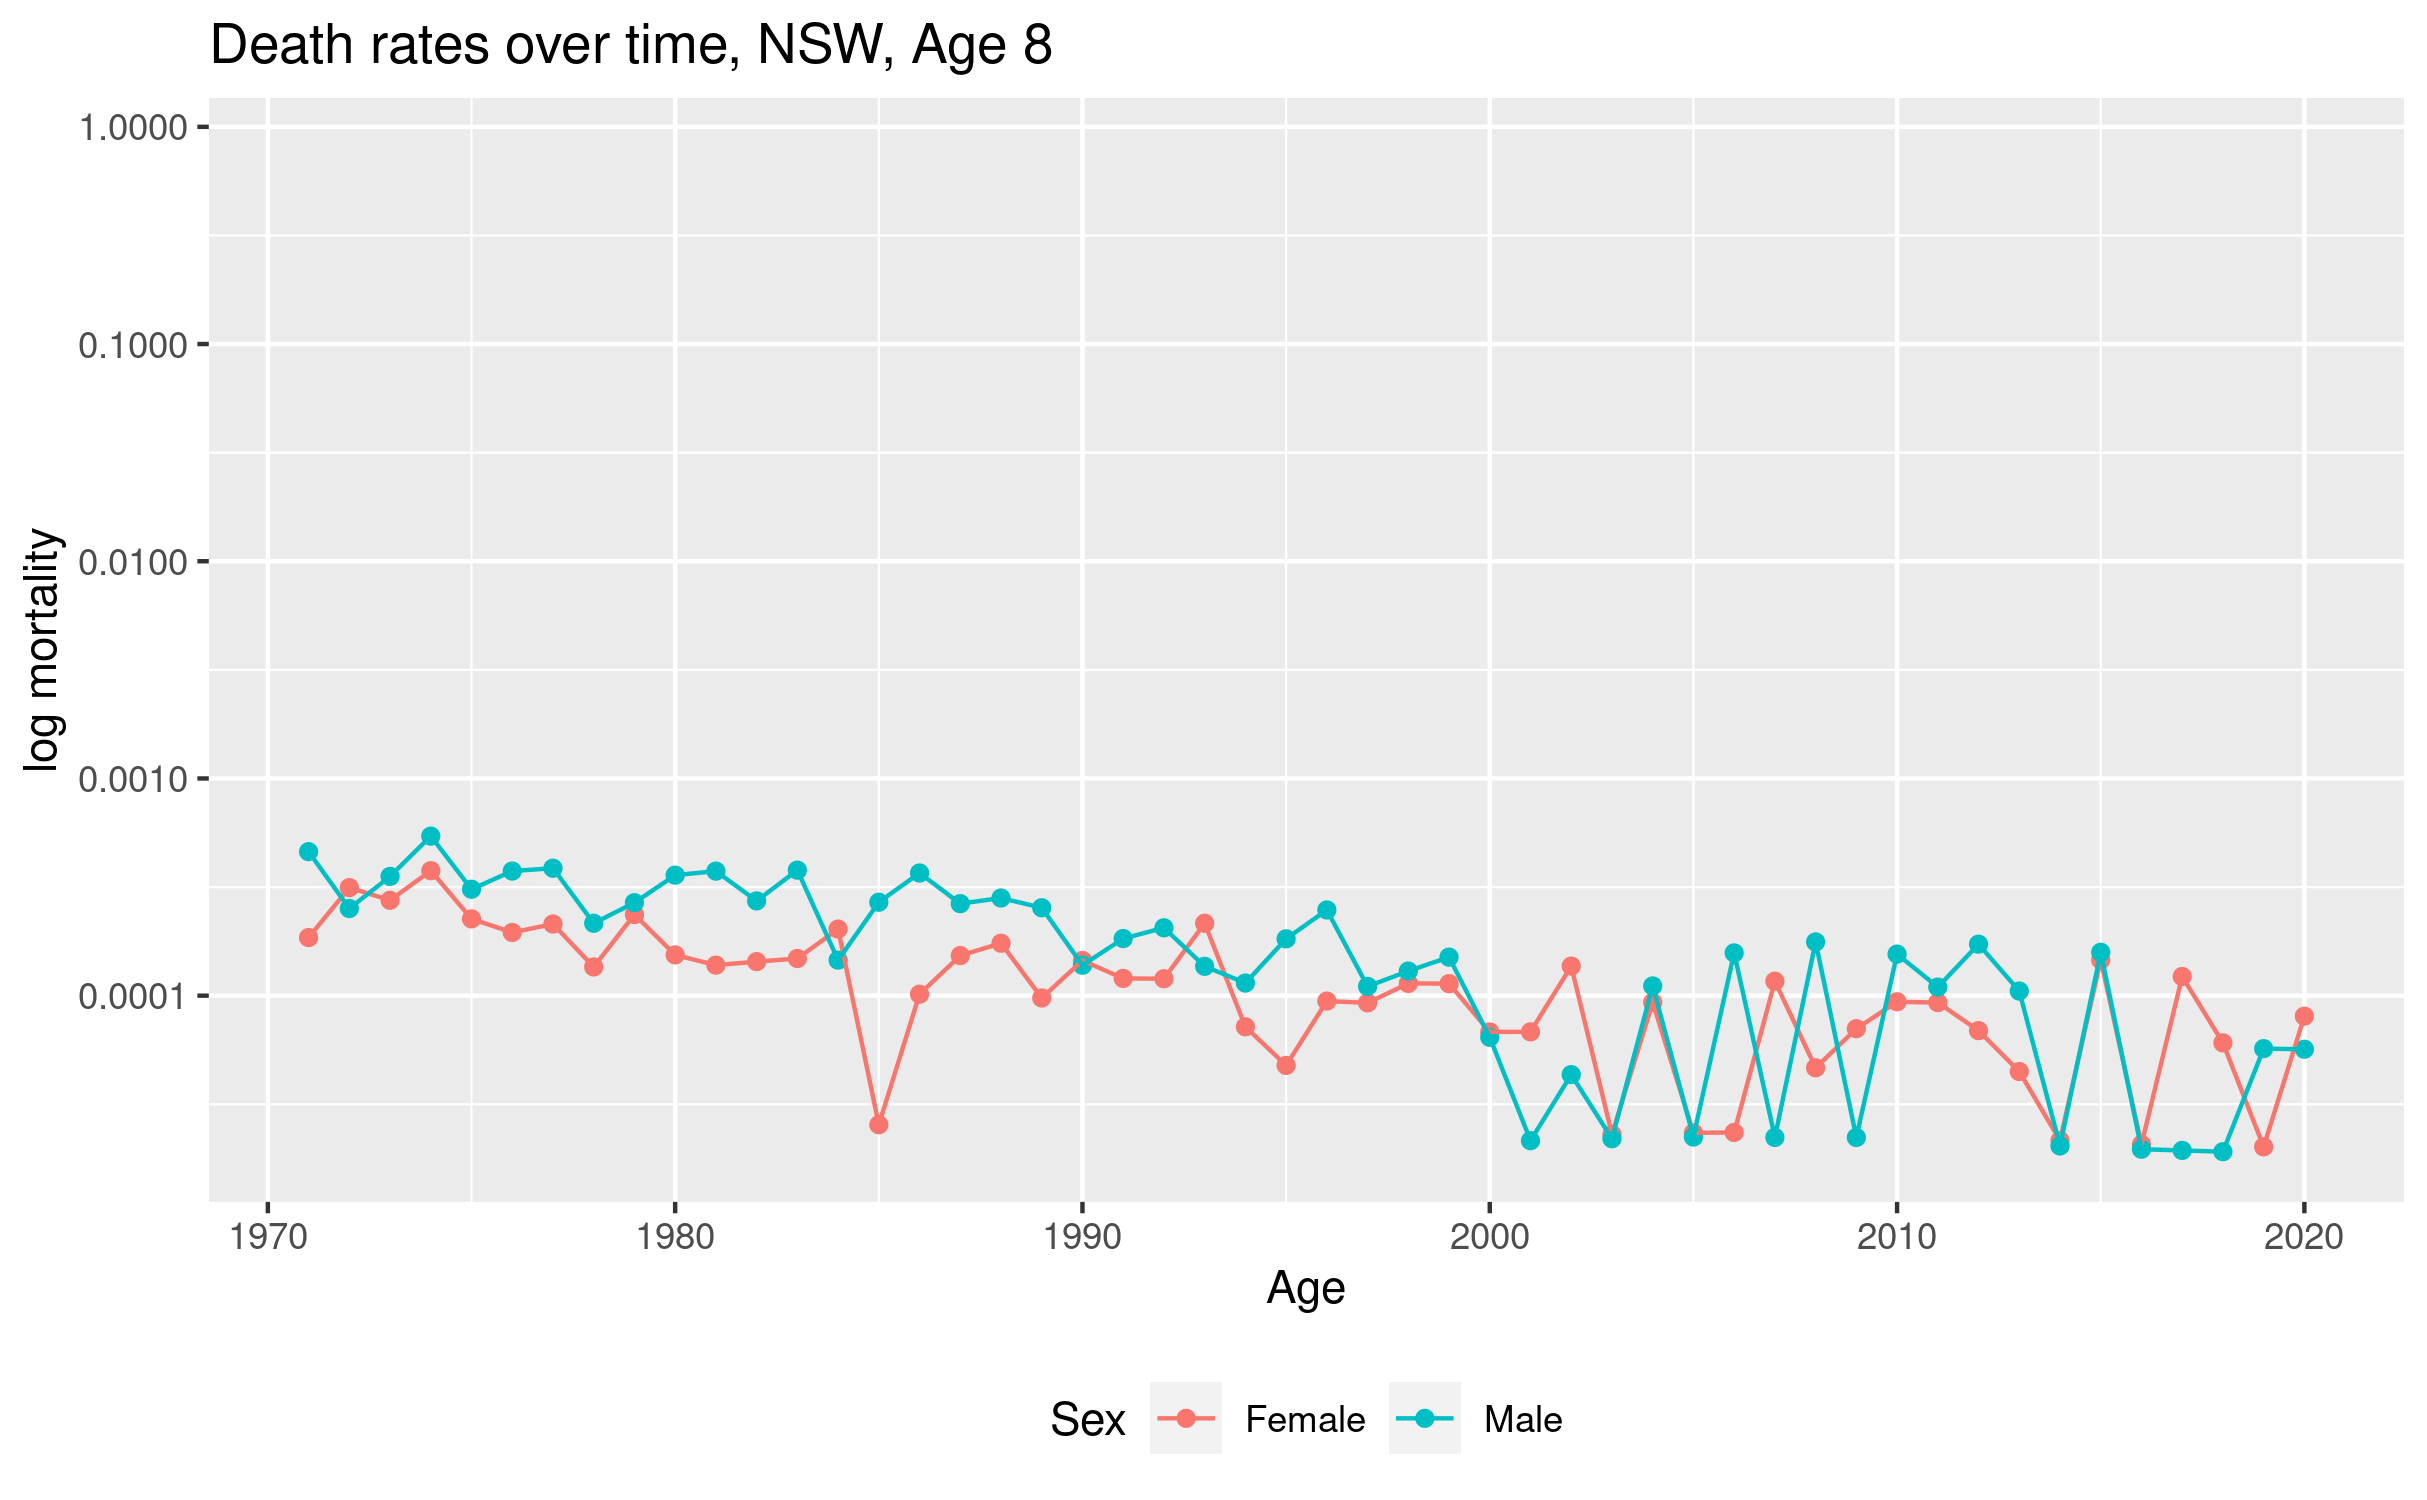 Death rates over time, NSW, Age 8
1.0000
0.1000
0.0100
0.0010
0.0001
log mortality
1970 1980 1990 2000 2010 2020
Age
Sex Female Male